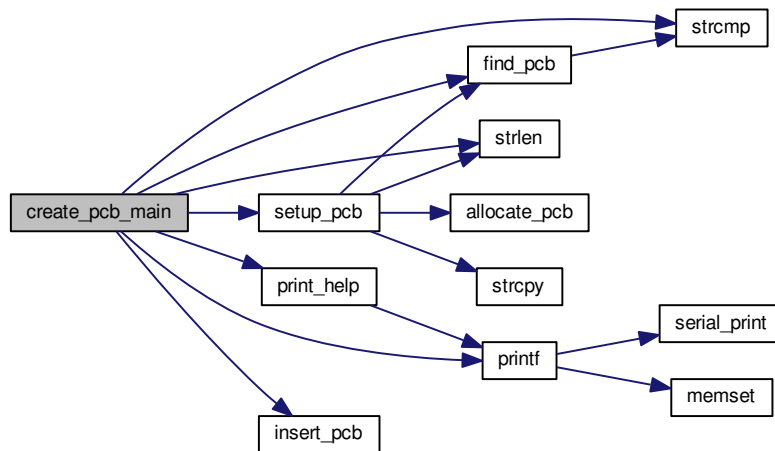 strcmp
find_pcb
strlen
create_pcb_main
setup_pcb
allocate_pcb
print_help
strcpy
serial_print
printf
memset
insert_pcb